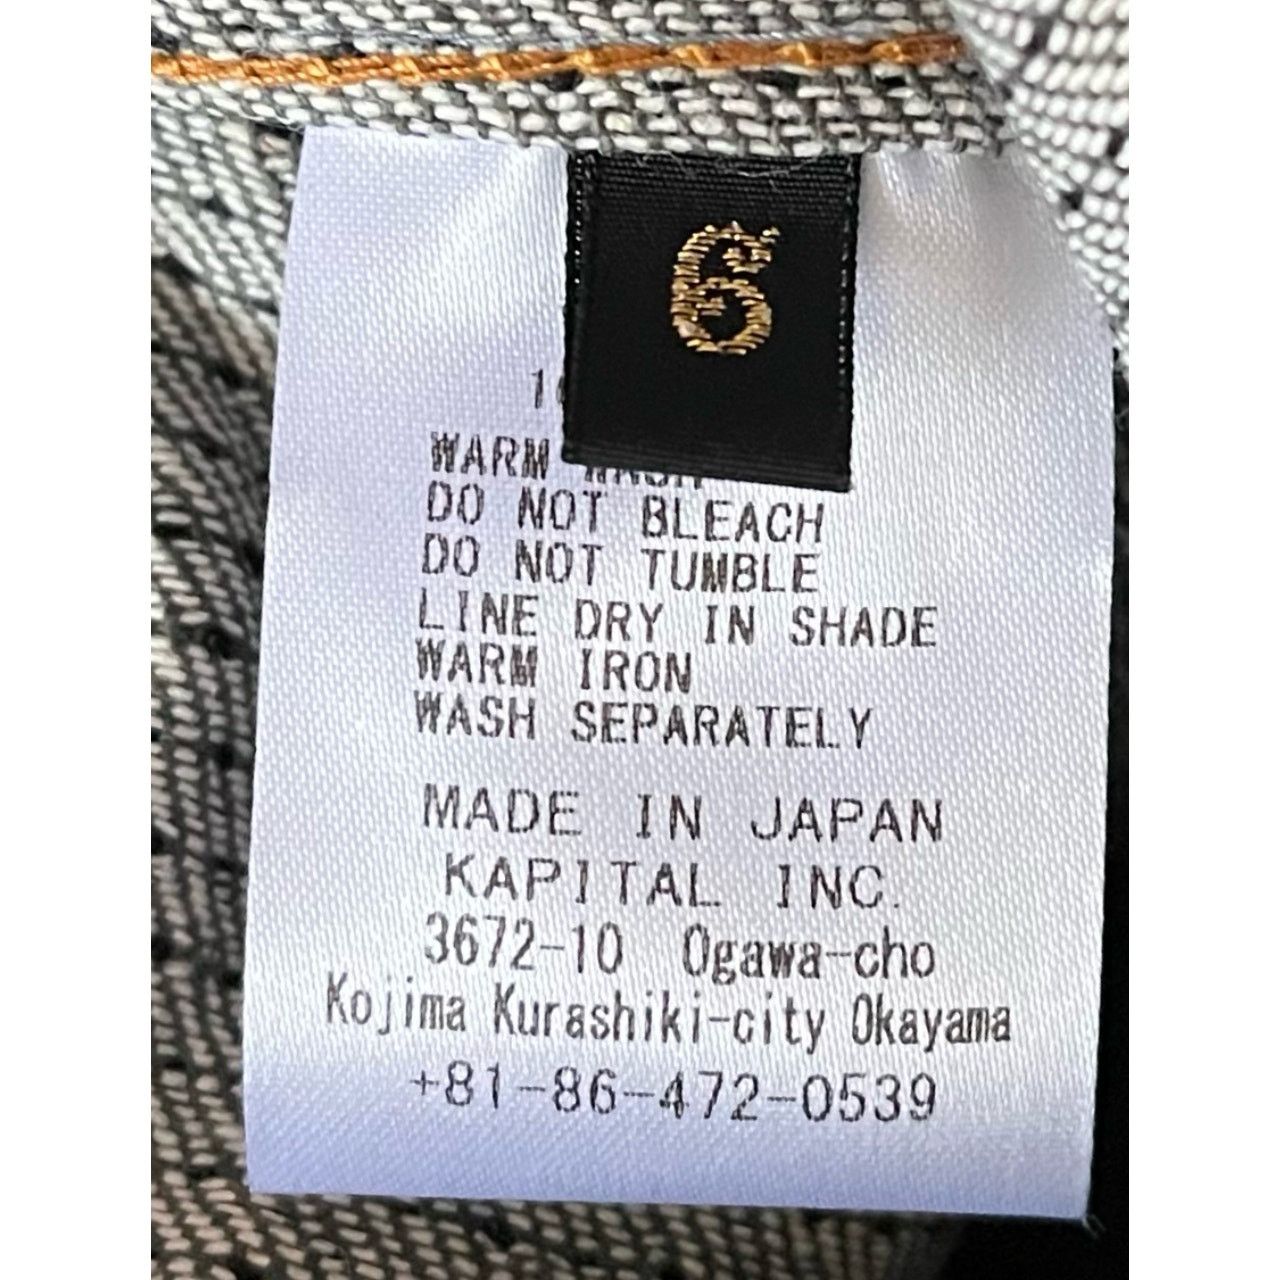 6
WARM
DO NOT BLEACH
DO NOT TUMBLE
LINE DRY IN SHADE
WARM IRON
WASH SEPARATELY
MADE IN JAPAN
KAPITAL INC.
3672-10 Ogawa-cho
Kojima Kurashiki-city Okayama
+81-86-472-0539